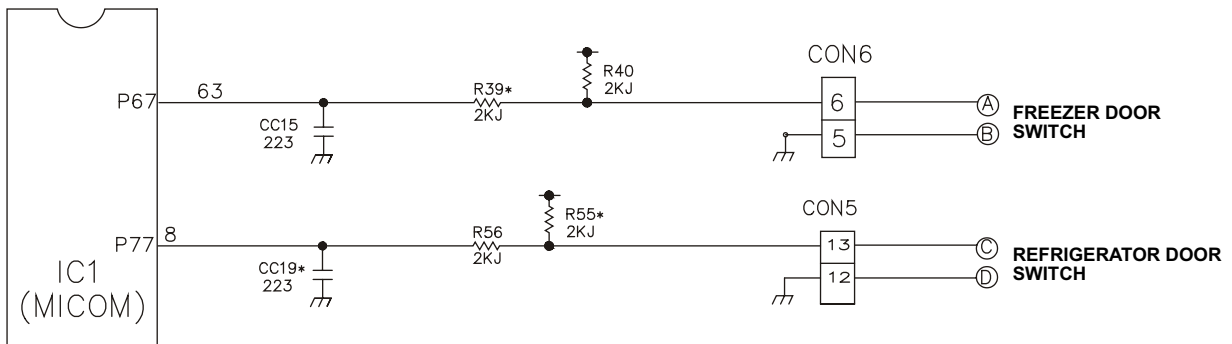 CON6
R40
2KJ
R39*
2KJ
P67
63
CC15
223
6
5
A
B
FREEZER DOOR
SWITCH
CON5
R55*
2KJ
R56
2KJ
P77
8
CC19*
223
13
12
C
D
REFRIGERATOR DOOR
SWITCH
IC1
(MICOM)